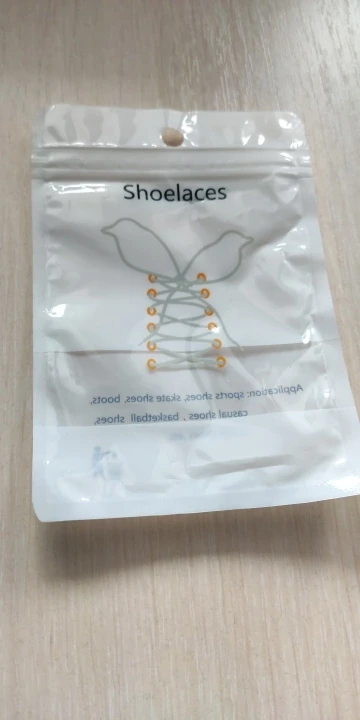 Shoelaces
Application: sports shoes, skate shoes, boots,
casual shoes , basketball shoes,